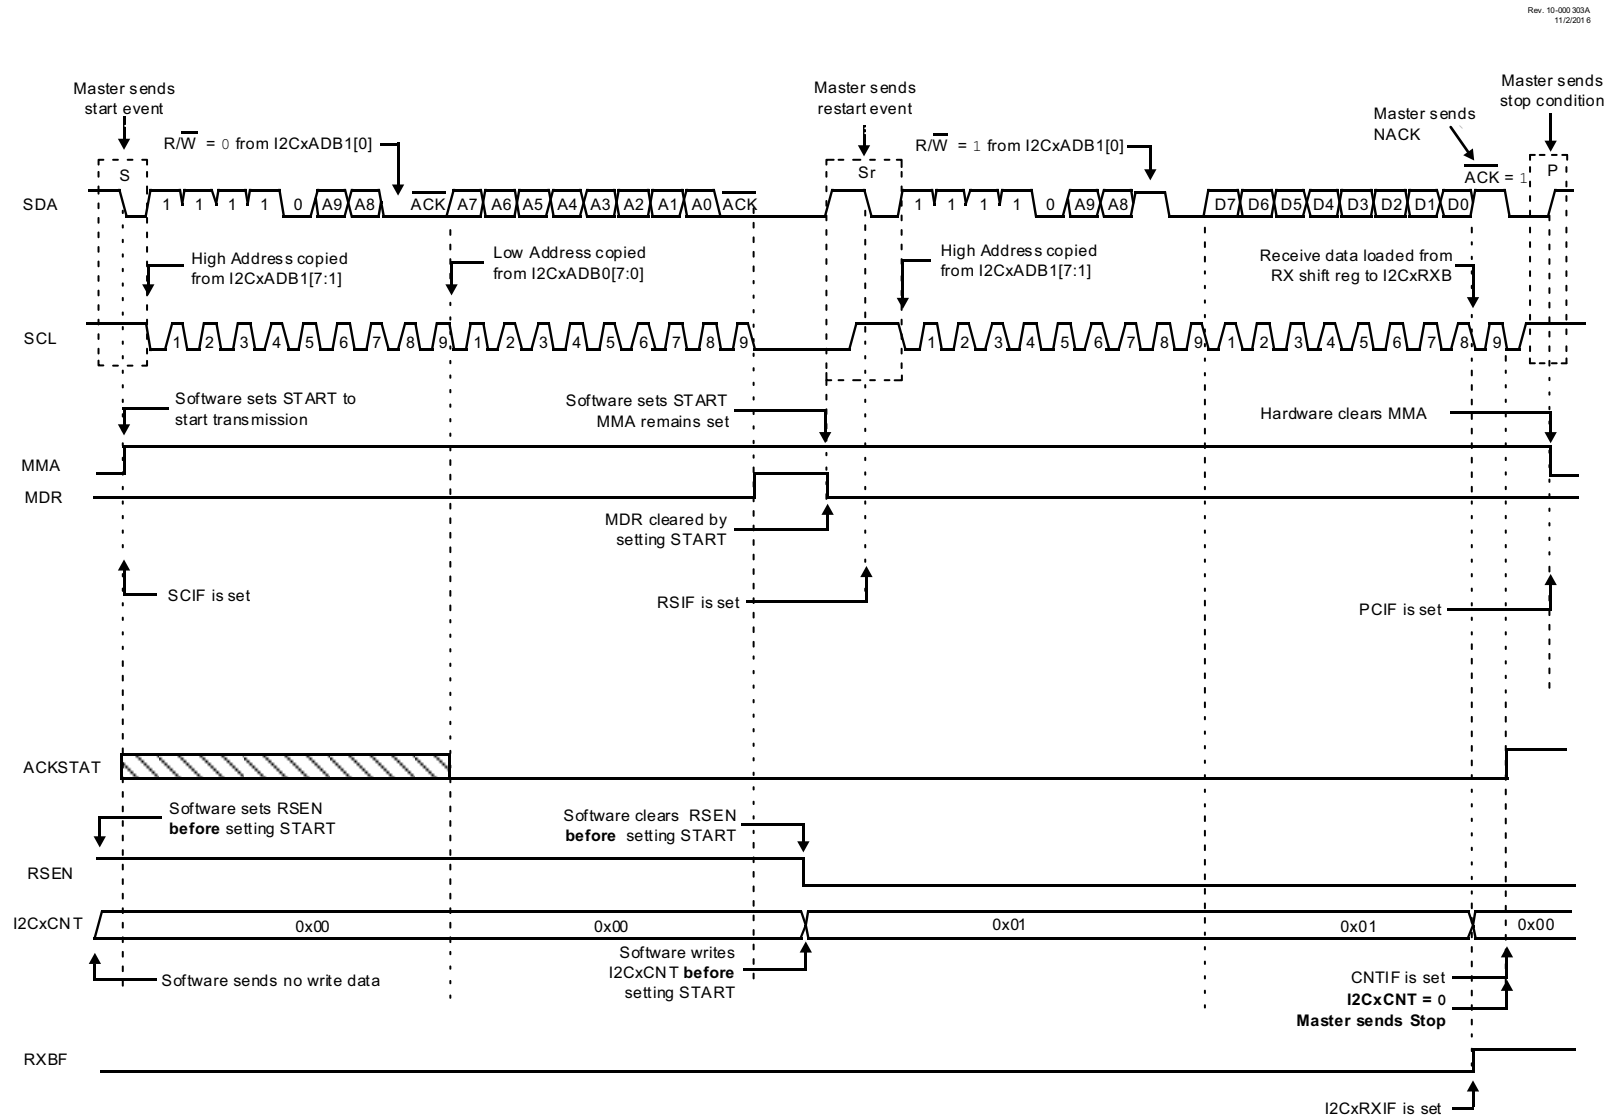 Rev. 10-000303A
11/2/2016
Master sends
start event
Master sends
restart event
Master sends
stop condition
Master sends
NACK
R/W = 0 from I2CxADB1[0]
R/W = 1 from I2CxADB1[0]
S
Sr
ACK = 1
P
SDA
1 1 1 1 0 A9 A8 ACK A7 A6 A5 A4 A3 A2 A1 A0 ACK 1 1 1 1 0 A9 A8 D7 D6 D5 D4 D3 D2 D1 D0
High Address copied
from I2CxADB1[7:1]
Low Address copied
from I2CxADB0[7:0]
High Address copied
from I2CxADB1[7:1]
Receive data loaded from
RX shift reg to I2CxRXB
SCL
1 2 3 4 5 6 7 8 9 1 2 3 4 5 6 7 8 9 1 2 3 4 5 6 7 8 9 1 2 3 4 5 6 7 8 9
Software sets START to
start transmission
Software sets START
MMA remains set
Hardware clears MMA
MMA
MDR
MDR cleared by
setting START
SCIF is set
RSIF is set
PCIF is set
ACKSTAT
Software sets RSEN
before setting START
Software clears RSEN
before setting START
RSEN
I2CxCNT
0x00 0x00 0x01 0x01 0x00
Software sends no write data
Software writes
I2CxCNT before
setting START
CNTIF is set
I2CxCNT = 0
Master sends Stop
RXBF
I2CxRXIF is set